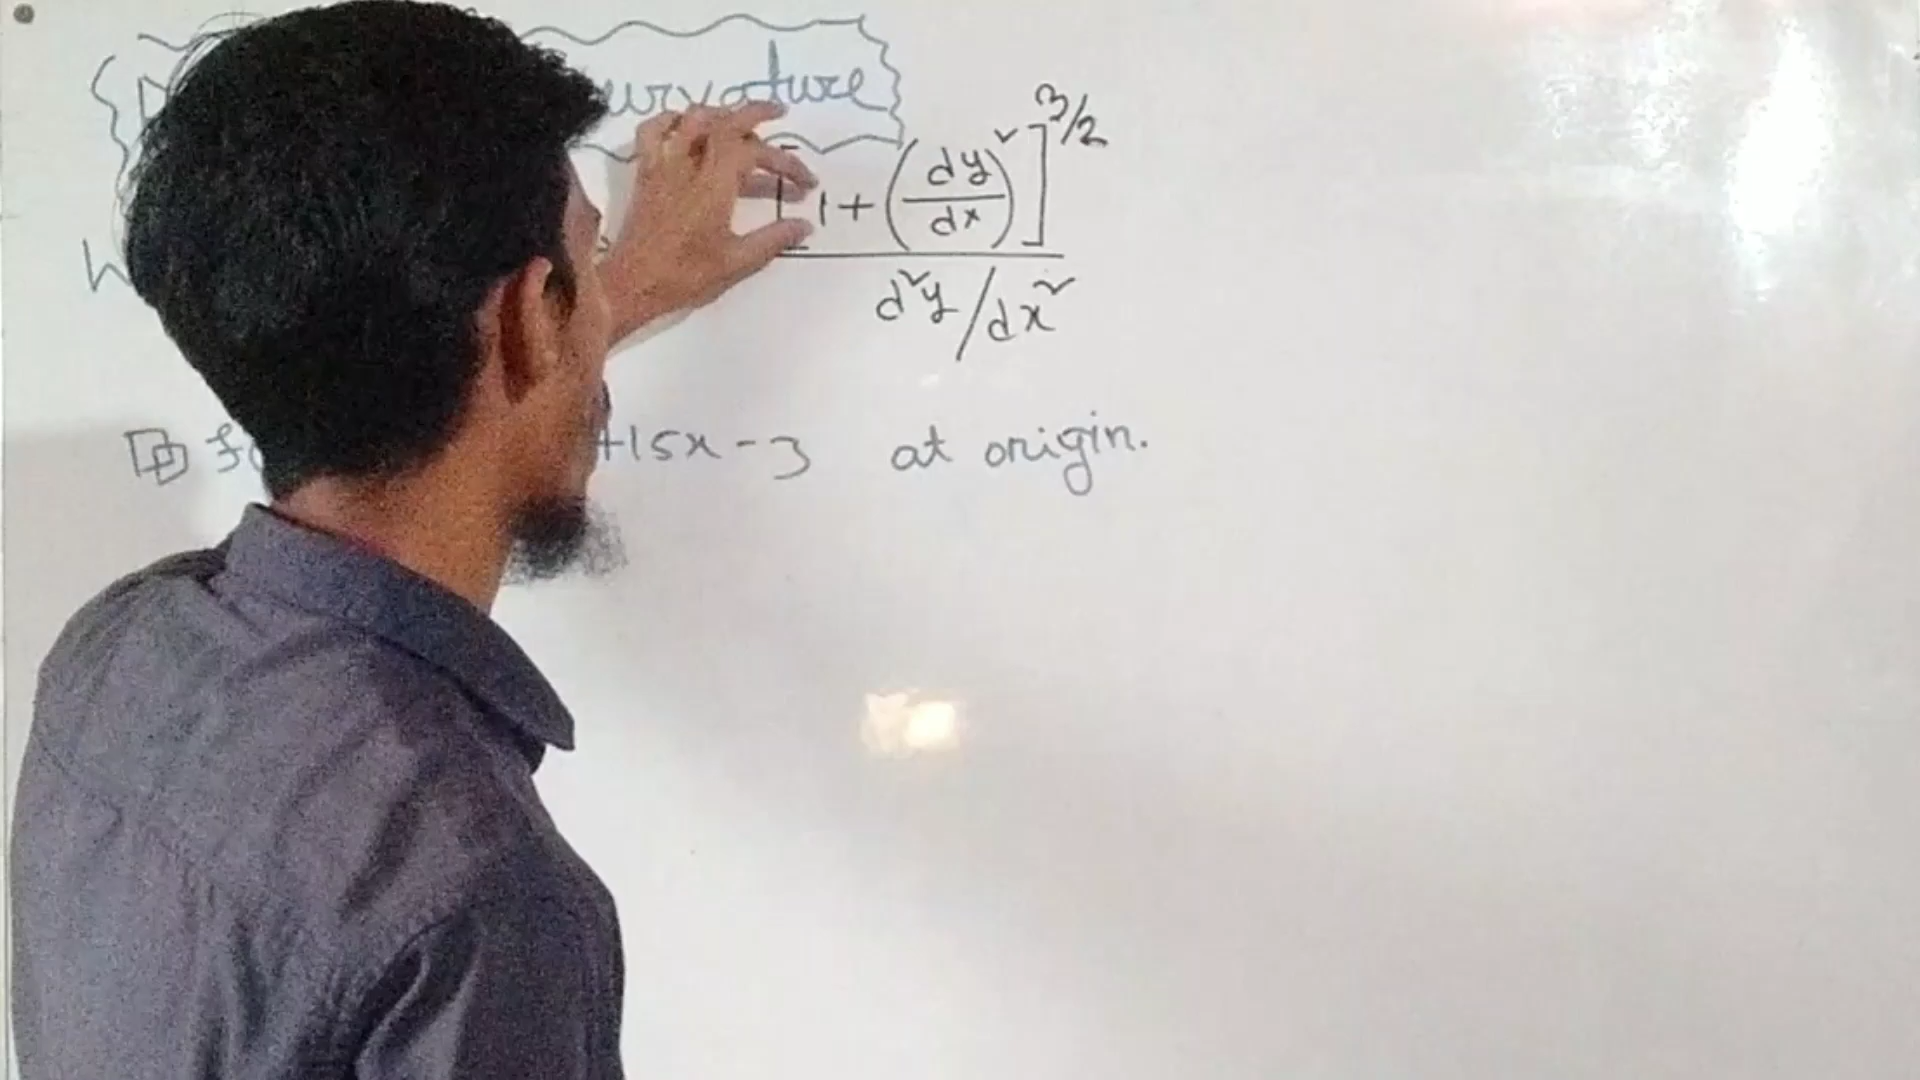 urvature
[1+(dy/dx)²]^3/2
d²y/dx²
+15x-3 at origin.